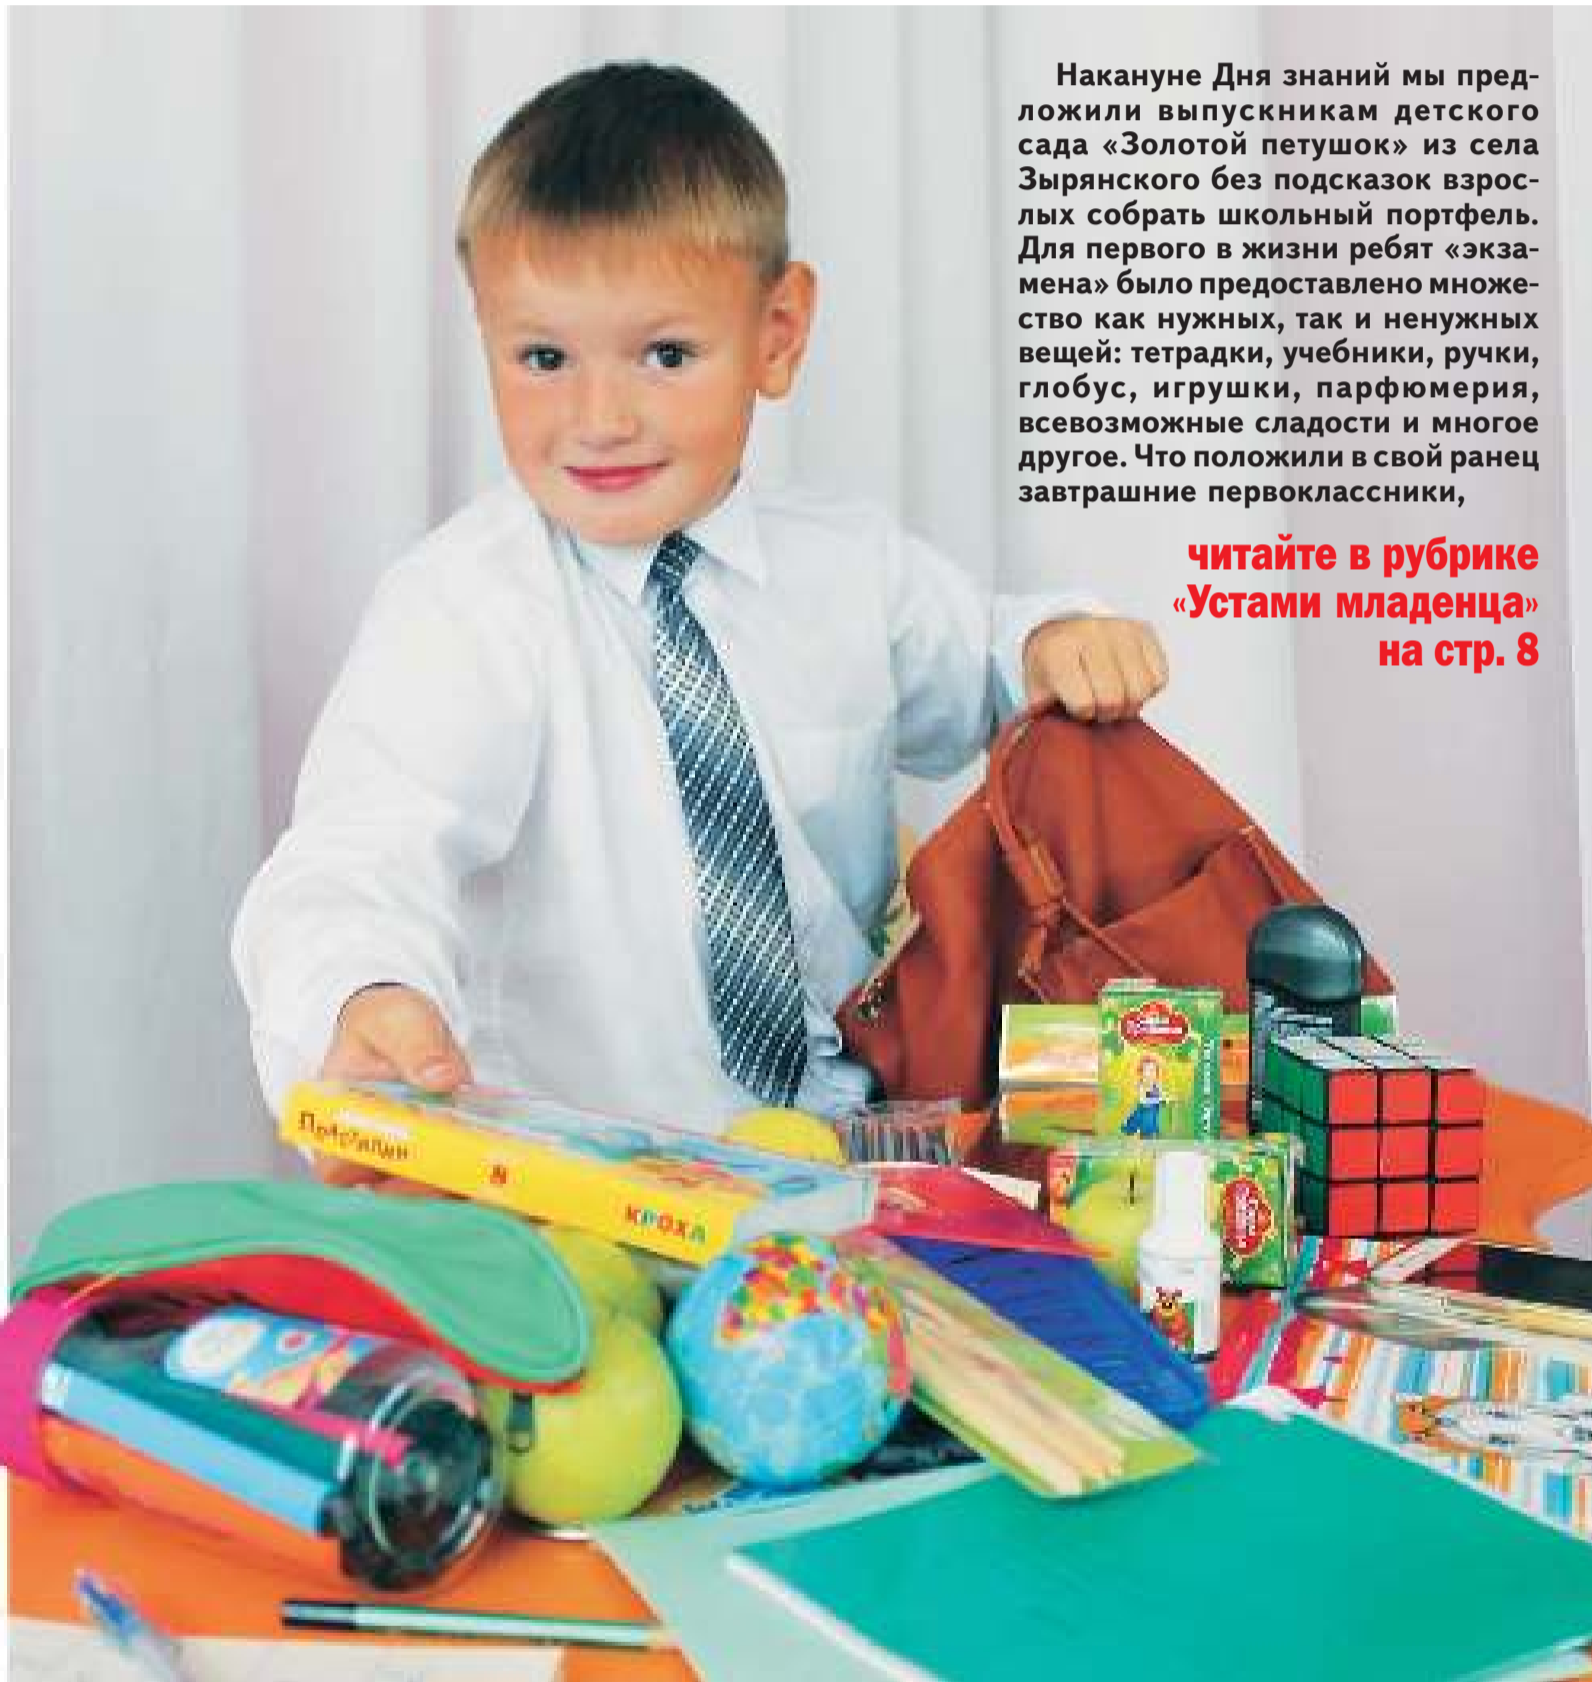 Накануне Дня знаний мы пред-
ложили выпускникам детского
сада «Золотой петушок» из села
Зырянского без подсказок взрос-
лых собрать школьный портфель.
Для первого в жизни ребят «экза-
мена» было предоставлено множе-
ство как нужных, так и ненужных
вещей: тетрадки, учебники, ручки,
глобус, игрушки, парфюмерия,
всевозможные сладости и многое
другое. Что положили в свой ранец
завтрашние первоклассники,
читайте в рубрике
«Устами младенца»
на стр. 8
Пластилин
8
кроха